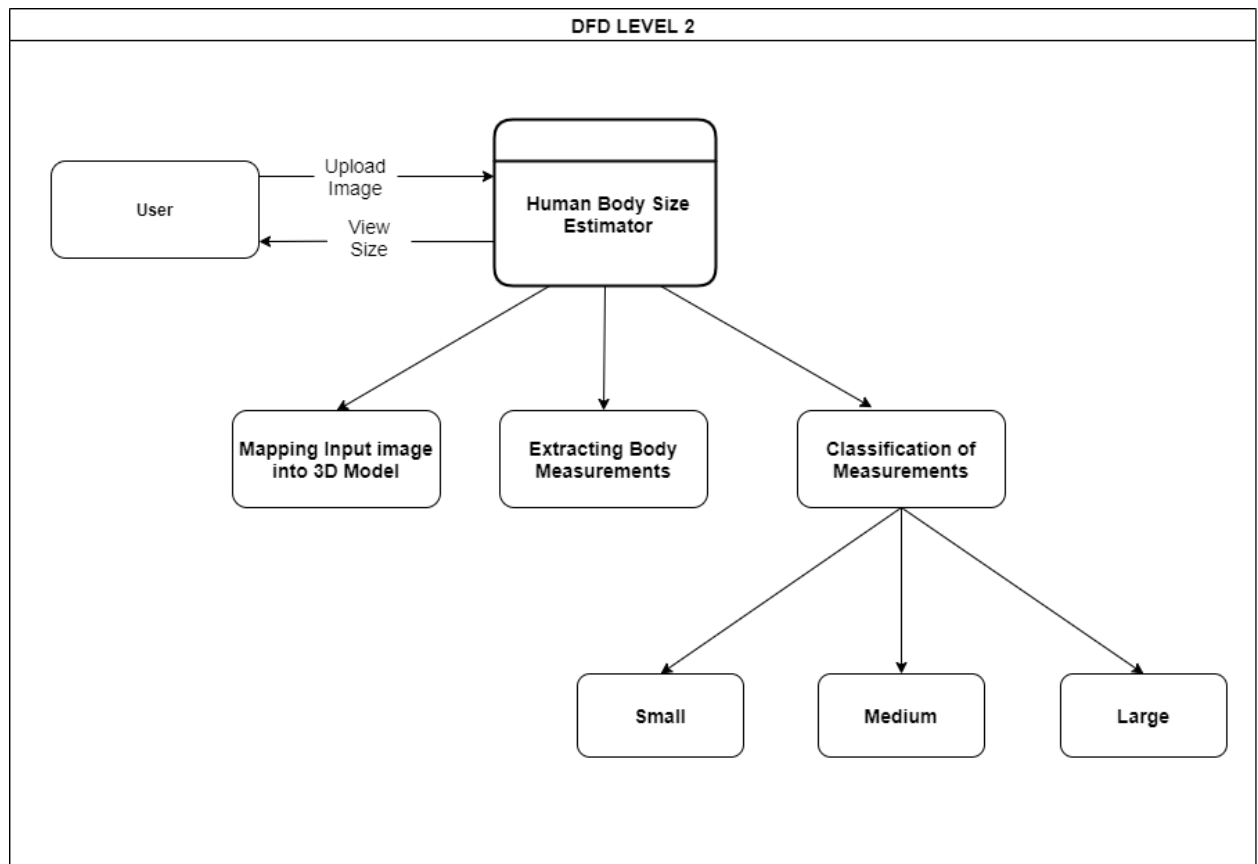 DFD LEVEL 2
Upload
Image
User
Human Body Size
Estimator
View
Size
Mapping Input image
into 3D Model
Extracting Body
Measurements
Classification of
Measurements
Small
Medium
Large